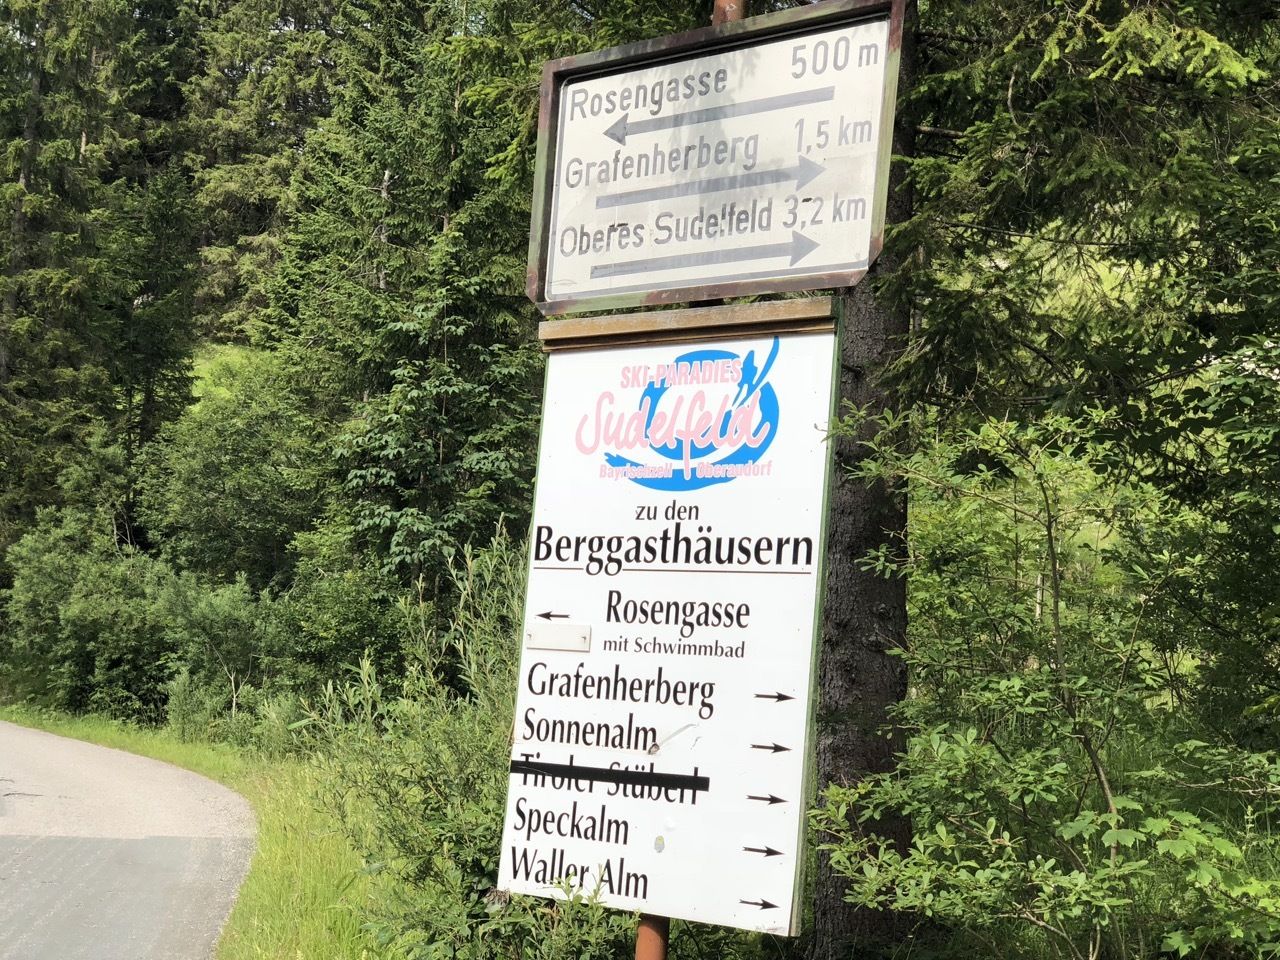 Rosengasse 500 m
Grafenherberg 1,5 km
Oberes Sudelfeld 3,2 km
SKI-PARADIES
Sudelfeld
Bayrischzell Oberaudorf
zu den
Berggasthäusern
Rosengasse
mit Schwimmbad
Grafenherberg
Sonnenalm
Tiroler Stüberl
Speckalm
Waller Alm